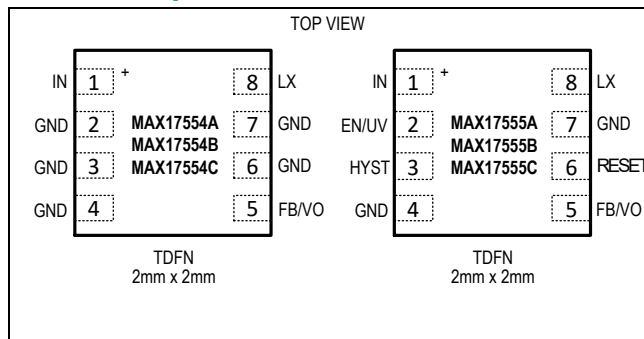 TOP VIEW
IN 1 + 8 LX IN 1 + 8 LX
GND 2 MAX17554A 7 GND EN/UV 2 MAX17555A 7 GND
MAX17554B MAX17555B
GND 3 MAX17554C 6 GND HYST 3 MAX17555C 6 RESET
GND 4 5 FB/VO GND 4 5 FB/VO
TDFN TDFN
2mm x 2mm 2mm x 2mm